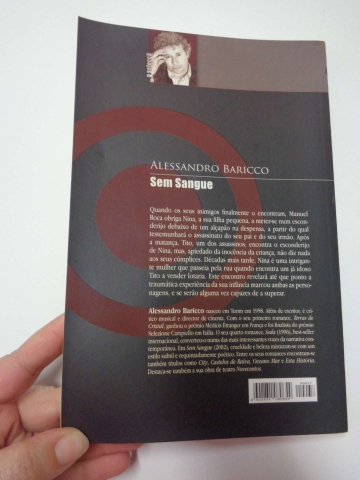 ALESSANDRO BARICCO
Sem Sangue
Quando os seus inimigos finalmente o encontram, Manuel
Roca obriga Nina, a sua filha pequena, a meter-se num escon-
derijo debaixo de um alçapão na despensa, a partir do qual
testemunhará o assassinato do seu pai e do seu irmão. Após
a matança, Tito, um dos assassinos, encontra o esconderijo
de Nina, mas, apiedado da inocência da criança, não diz nada
aos seus cúmplices. Décadas mais tarde, Nina é uma intrigan-
te mulher que passeia pela rua quando encontra um já idoso
Tito a vender lotaria. Este encontro revelará até que ponto a
traumática experiência da sua infância marcou ambas as perso-
nagens, e se serão alguma vez capazes de a superar.
Alessandro Baricco nasceu em Turim em 1958. Além de escritor, é crí-
tico musical e director de cinema. Com o seu primeiro romance, Terras de
Cristal, ganhou o prémio Médicis Étranger em França e foi finalista do prémio
Selezione Campiello em Itália. O seu quarto romance, Seda (1996), best-seller
internacional, converteu-o numa das mais interessantes vozes da narrativa con-
temporânea. Em Sem Sangue (2002), crueldade e beleza misturam-se com um
estilo subtil e requintadamente poético. Entre os seus romances encontram-se
também títulos como City, Castelos de Raiva, Oceano Mar e Esta História.
Destaca-se também a sua obra de teatro Novecentos.